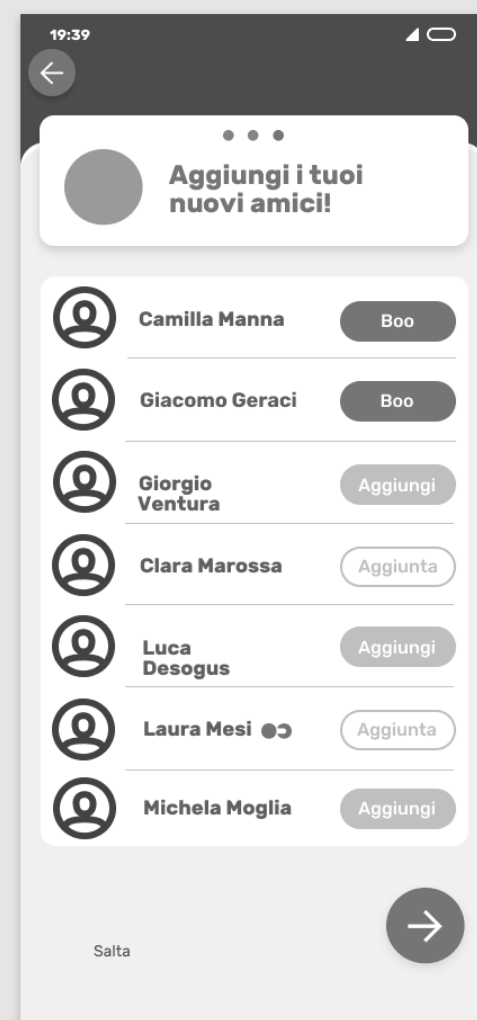 19:39
Aggiungi i tuoi
nuovi amici!
Camilla Manna
Boo
Giacomo Geraci
Boo
Giorgio
Ventura
Aggiungi
Clara Marossa
Aggiunta
Luca
Desogus
Aggiungi
Laura Mesi
Aggiunta
Michela Moglia
Aggiungi
Salta